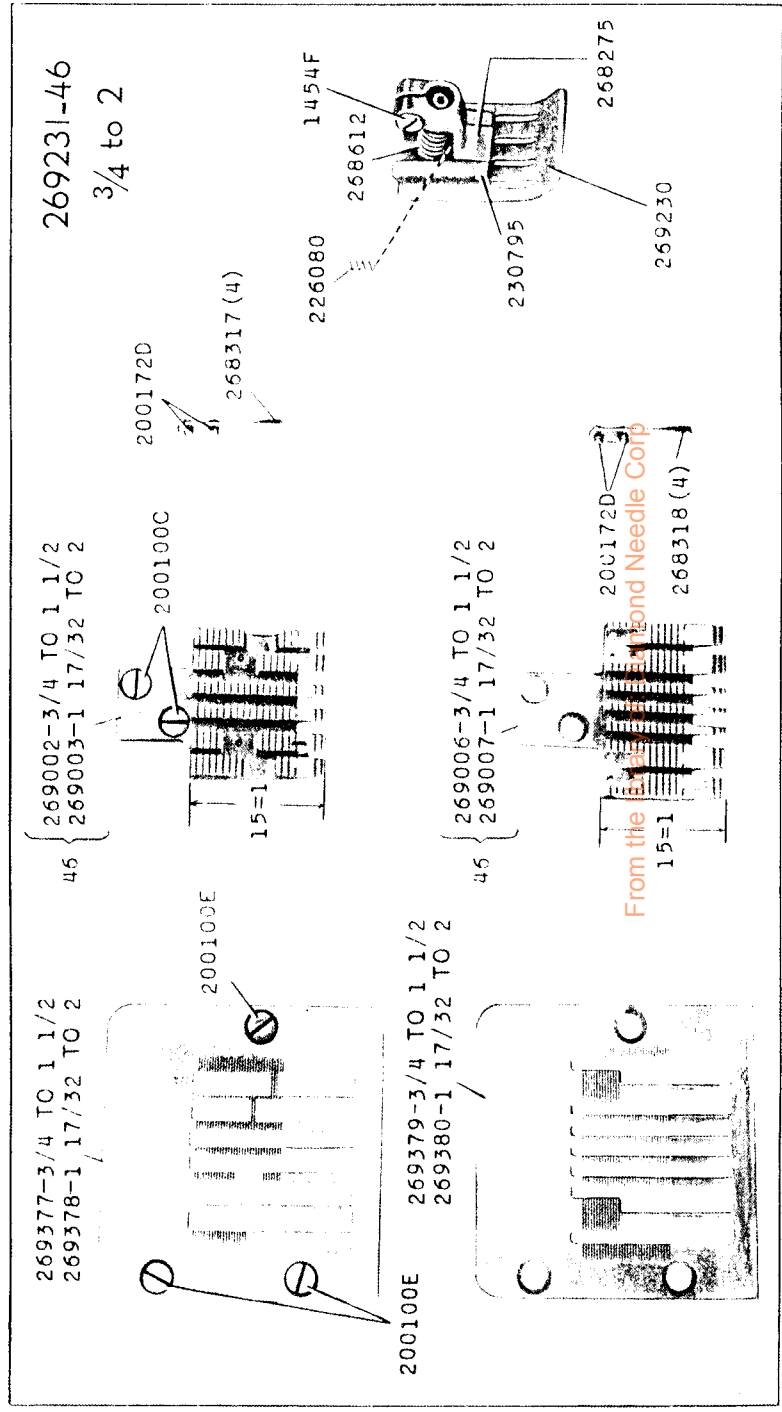 269377-3/4 TO 1 1/2
269378-1 17/32 TO 2
200100E
200100E
46
269002-3/4 TO 1 1/2
269003-1 17/32 TO 2
200100C
15=1
200172D
268317(4)
269231-46
3/4 to 2
1454F
268612
226080
230795
268275
269230
269379-3/4 TO 1 1/2
269380-1 17/32 TO 2
46
269006-3/4 TO 1 1/2
269007-1 17/32 TO 2
15=1
200172D
268318(4)
From the library of: Diamond Needle Corp